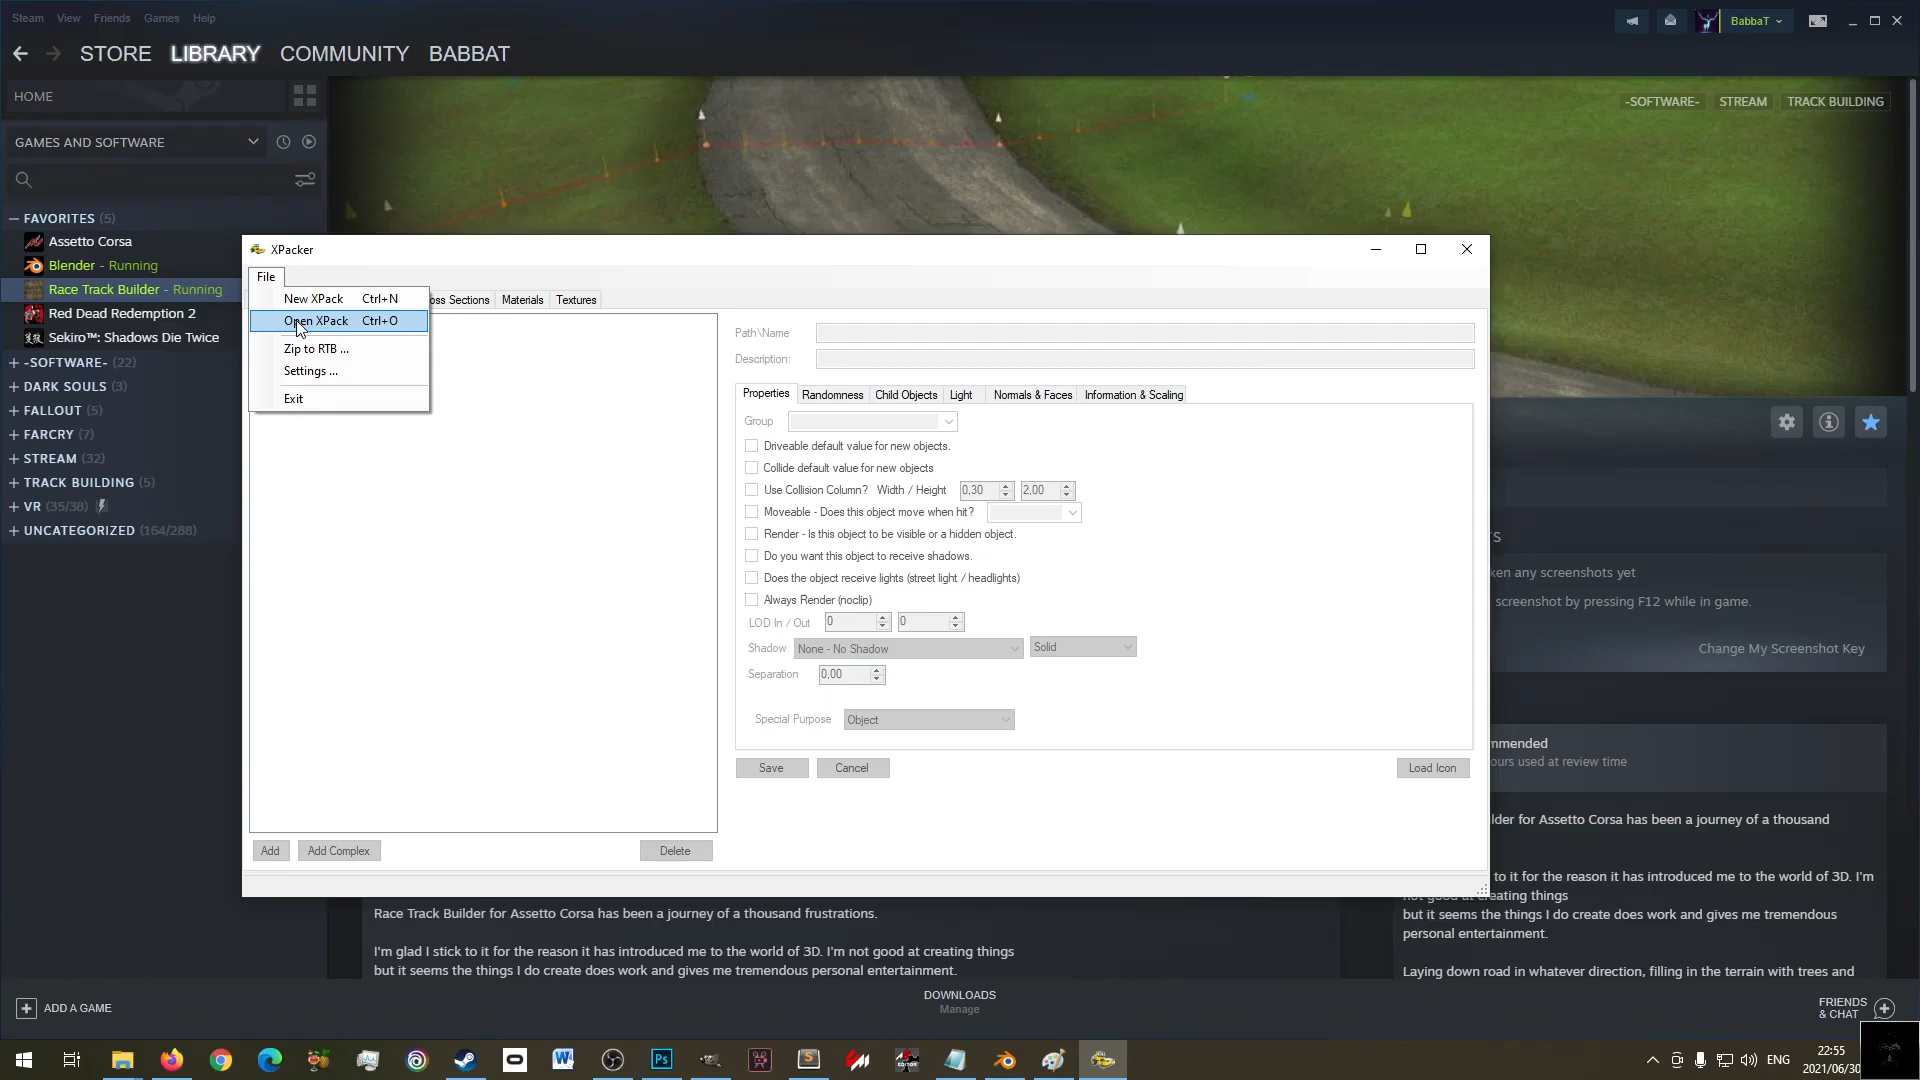 Steam View Friends Games Help
BabbaT
STORE LIBRARY COMMUNITY BABBAT
HOME
-SOFTWARE- STREAM TRACK BUILDING
GAMES AND SOFTWARE
FAVORITES (5)
Assetto Corsa
Blender - Running
Race Track Builder - Running
Red Dead Redemption 2
Sekiro™: Shadows Die Twice
-SOFTWARE- (22)
DARK SOULS (3)
FALLOUT (5)
FARCRY (7)
STREAM (32)
TRACK BUILDING (5)
VR (35/38)
UNCATEGORIZED (164/288)
XPacker
File
New XPack Ctrl+N
Open XPack Ctrl+O
Zip to RTB ...
Settings ...
Exit
oss Sections Materials Textures
Path\Name
Description:
Properties Randomness Child Objects Light Normals & Faces Information & Scaling
Group
Driveable default value for new objects.
Collide default value for new objects
Use Collision Column? Width / Height 0,30 2,00
Moveable - Does this object move when hit?
Render - Is this object to be visible or a hidden object.
Do you want this object to receive shadows.
Does the object receive lights (street light / headlights)
Always Render (noclip)
LOD In / Out 0 0
Shadow None - No Shadow Solid
Separation 0,00
Special Purpose Object
Save Cancel Load Icon
Add Add Complex Delete
S
ken any screenshots yet
screenshot by pressing F12 while in game.
Change My Screenshot Key
mmended
ours used at review time
lder for Assetto Corsa has been a journey of a thousand
to it for the reason it has introduced me to the world of 3D. I'm
not good at creating things
but it seems the things I do create does work and gives me tremendous
personal entertainment.
Laying down road in whatever direction, filling in the terrain with trees and
Race Track Builder for Assetto Corsa has been a journey of a thousand frustrations.
I'm glad I stick to it for the reason it has introduced me to the world of 3D. I'm not good at creating things
but it seems the things I do create does work and gives me tremendous personal entertainment.
ADD A GAME
DOWNLOADS
Manage
FRIENDS
& CHAT
ENG
22:55
2021/06/30